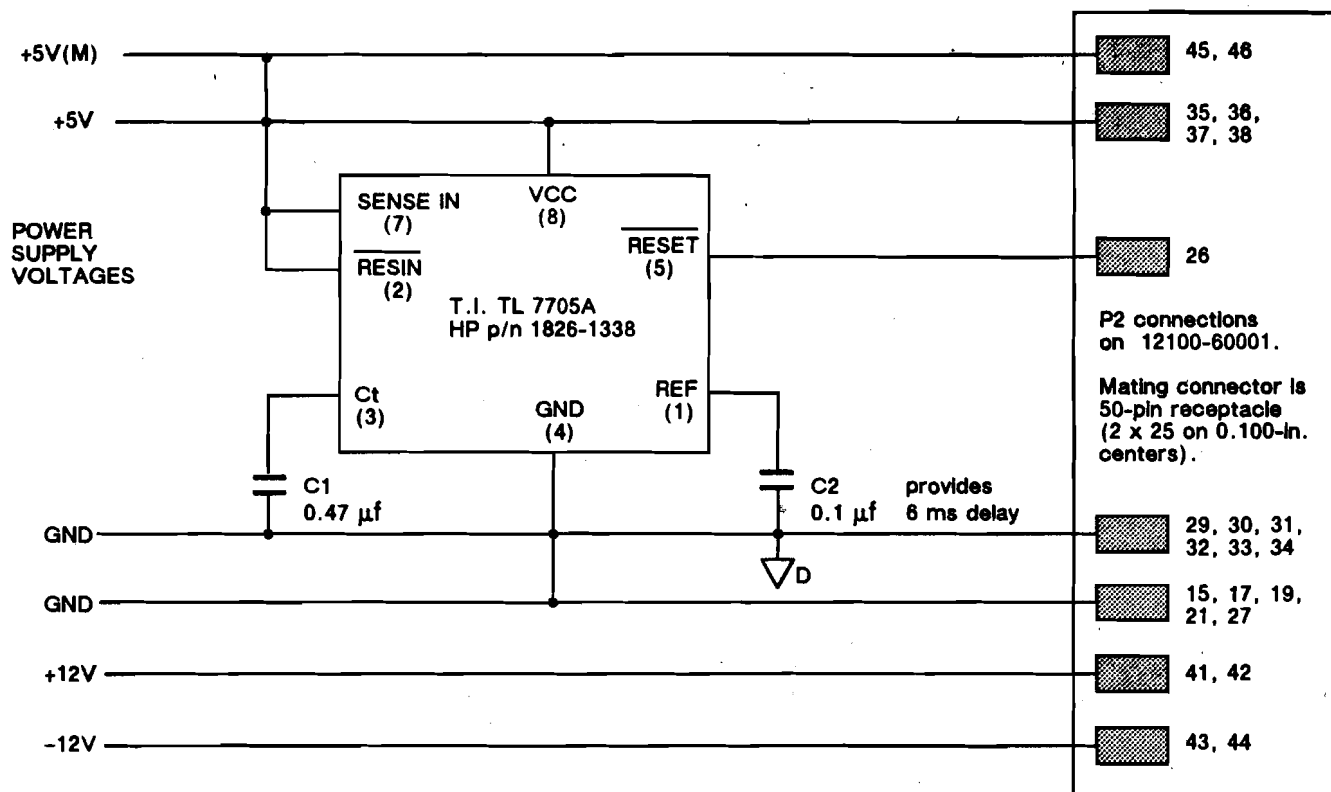 +5V(M)
45, 46
+5V
35, 36,
37, 38
POWER
SUPPLY
VOLTAGES
SENSE IN
(7)
VCC
(8)
RESIN
(2)
RESET
(5)
26
T.I. TL 7705A
HP p/n 1826-1338
P2 connections
on 12100-60001.
Mating connector is
50-pin receptacle
(2 x 25 on 0.100-in.
centers).
Ct
(3)
GND
(4)
REF
(1)
C1
0.47 µf
C2
0.1 µf
provides
6 ms delay
GND
29, 30, 31,
32, 33, 34
D
GND
15, 17, 19,
21, 27
+12V
41, 42
-12V
43, 44